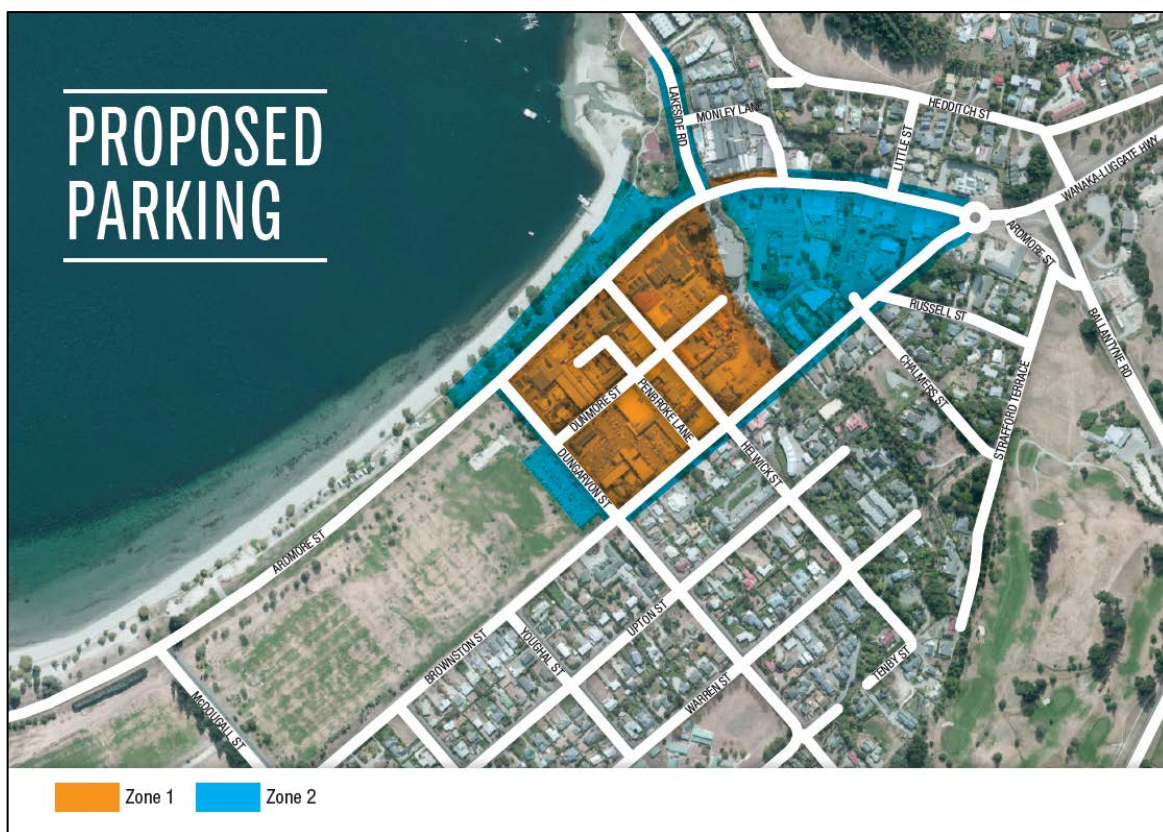 PROPOSED
PARKING
LAKESIDE RD
MONLEY LANE
HEDDITCH ST
LITTLE ST
WANAKA-LUGGATE HWY
ARDMORE ST
RUSSELL ST
BALLANTYNE RD
CHALMERS ST
STRAFFORD TERRACE
DUNMORE ST
PENBROKE LANE
HELWICK ST
DUNGARVON ST
ARDMORE ST
BROWNSTON ST
YOUGHAL ST
UPTON ST
WARREN ST
TENBY ST
McDOUGALL ST
Zone 1
Zone 2